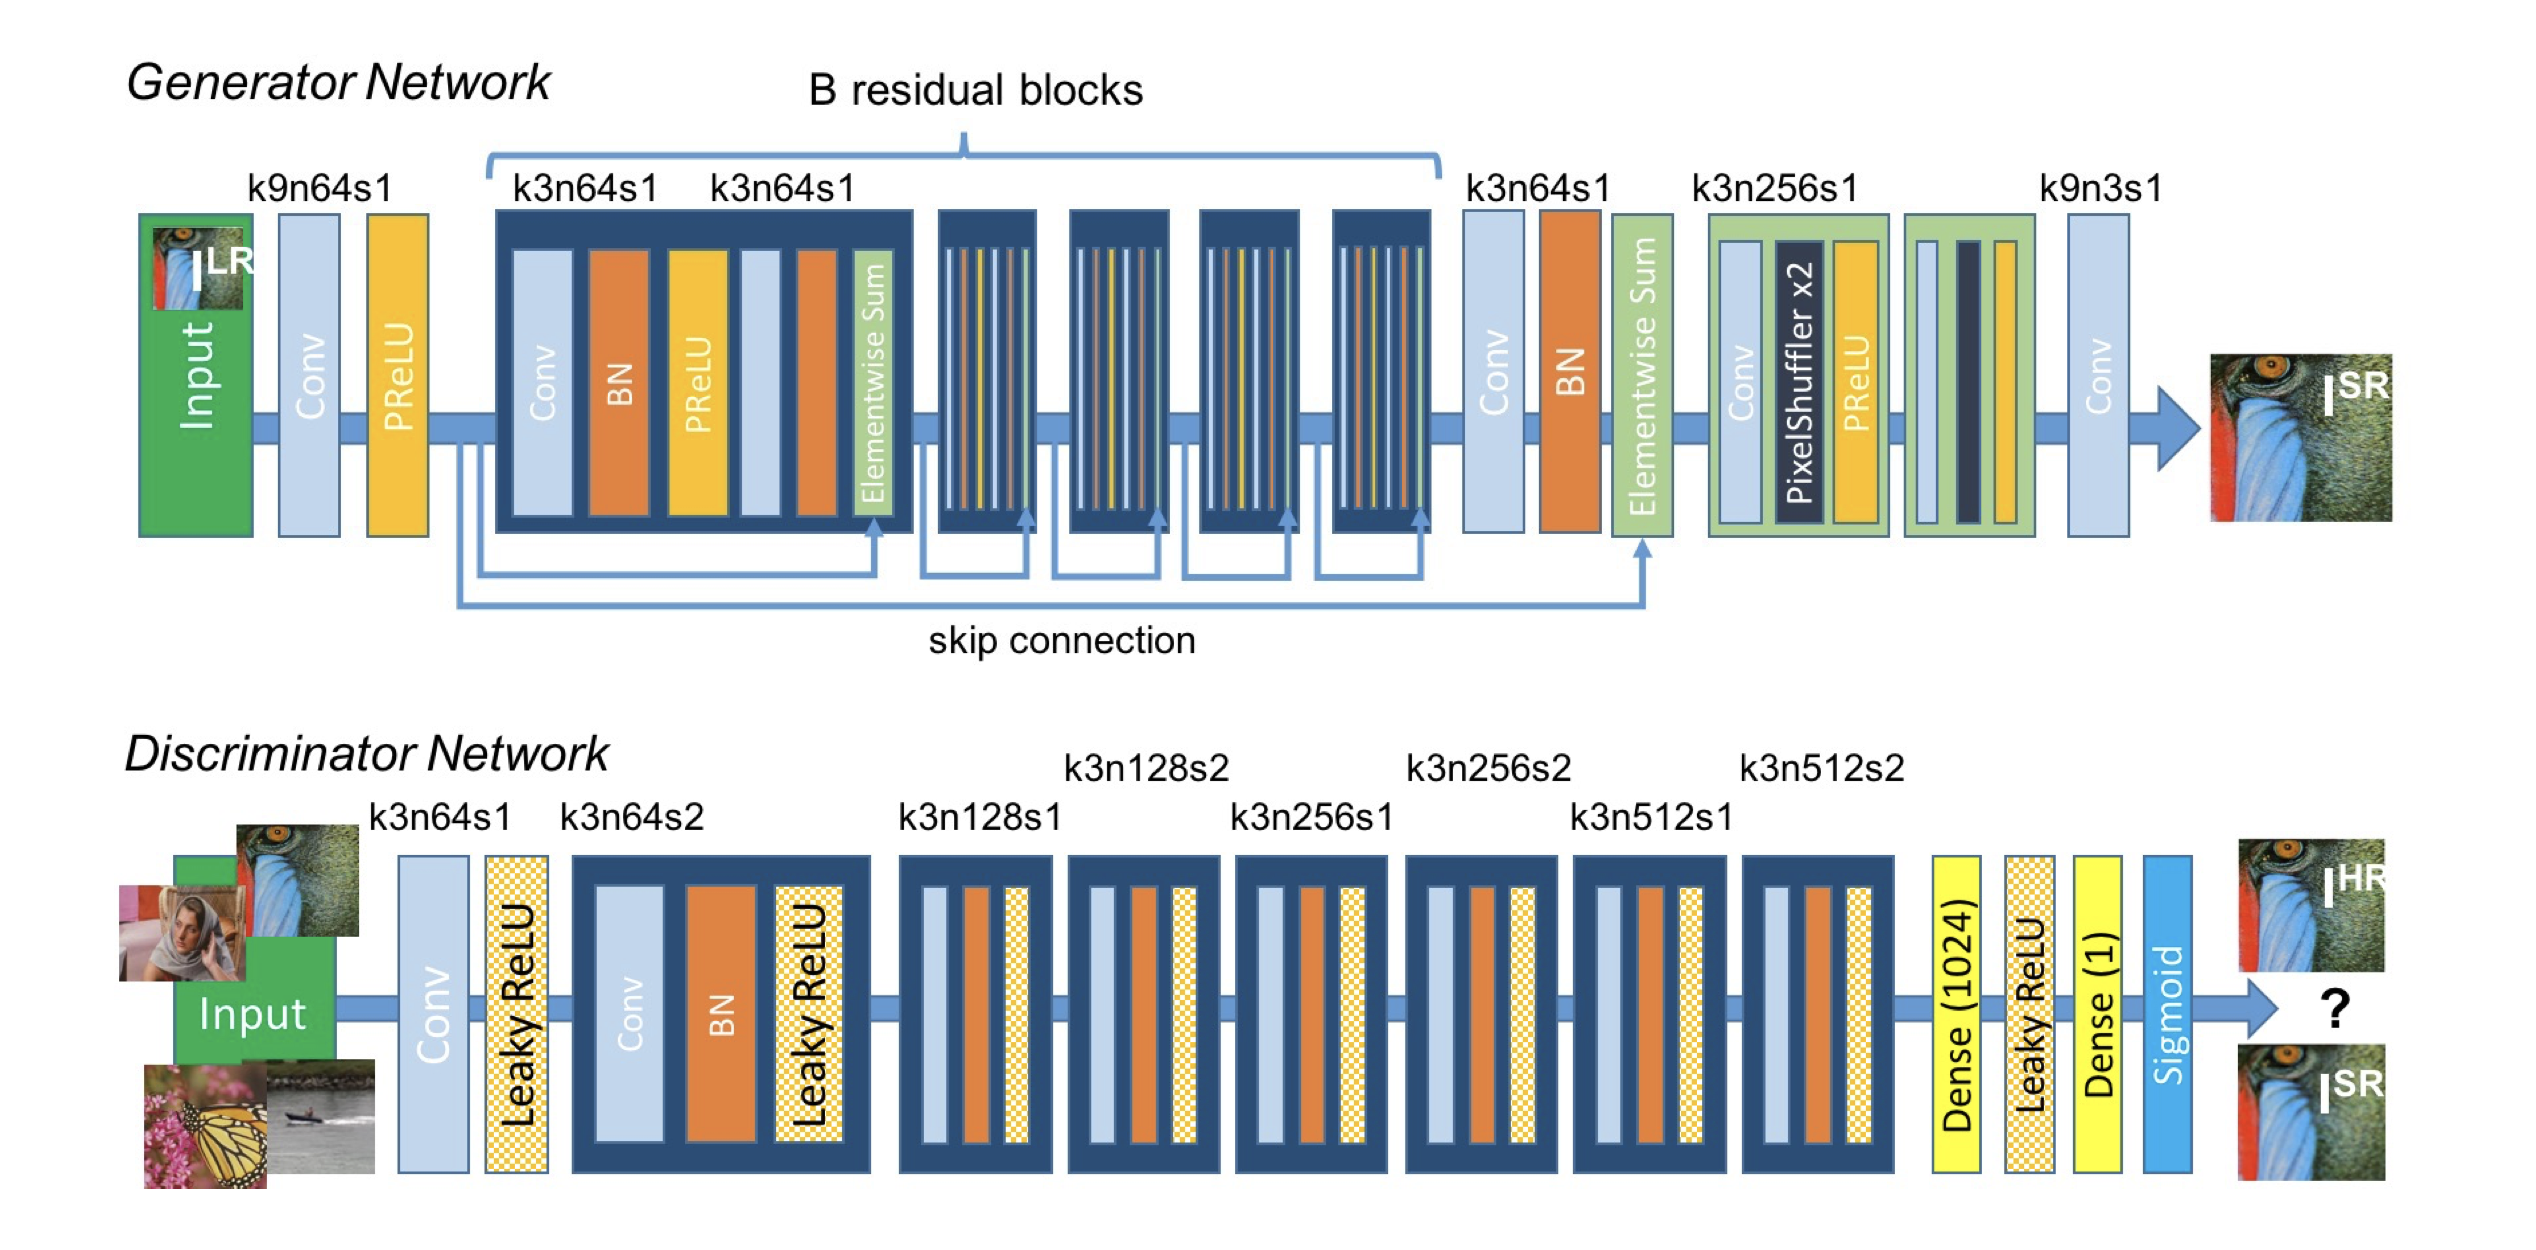 Generator Network
B residual blocks
k9n64s1
k3n64s1
k3n64s1
k3n64s1
k3n256s1
k9n3s1
I^LR
Input
Conv
PReLU
Conv
BN
PReLU
Elementwise Sum
Conv
BN
Elementwise Sum
Conv
PixelShuffler x2
PReLU
Conv
I^SR
skip connection
Discriminator Network
k3n128s2
k3n256s2
k3n512s2
k3n64s1
k3n64s2
k3n128s1
k3n256s1
k3n512s1
Input
Conv
Leaky ReLU
Conv
BN
Leaky ReLU
Dense (1024)
Leaky ReLU
Dense (1)
Sigmoid
I^HR
?
I^SR